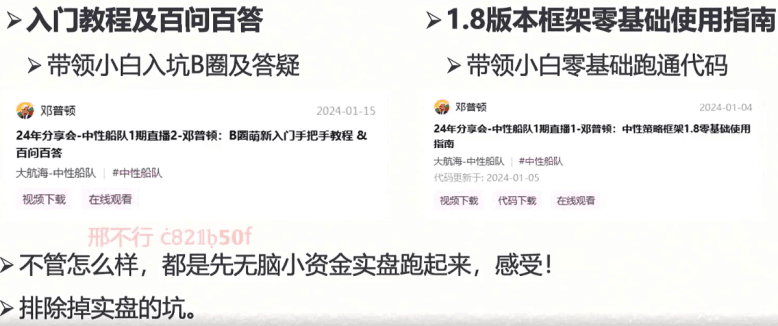 ➢入门教程及百问百答
➢带领小白入坑B圈及答疑
邓普顿 2024-01-15
24年分享会-中性船队1期直播2-邓普顿：B圈萌新入门手把手教程 &
百问百答
大航海-中性船队 | #中性船队
视频下载 在线观看
➢1.8版本框架零基础使用指南
➢带领小白零基础跑通代码
邓普顿 2024-01-04
24年分享会-中性船队1期直播1-邓普顿：中性策略框架1.8零基础使用
指南
大航海-中性船队 | #中性船队
代码更新于: 2024-01-05
视频下载 代码下载 在线观看
邢不行
➢不管怎么样，都是先无脑小资金实盘跑起来，感受！
➢排除掉实盘的坑。